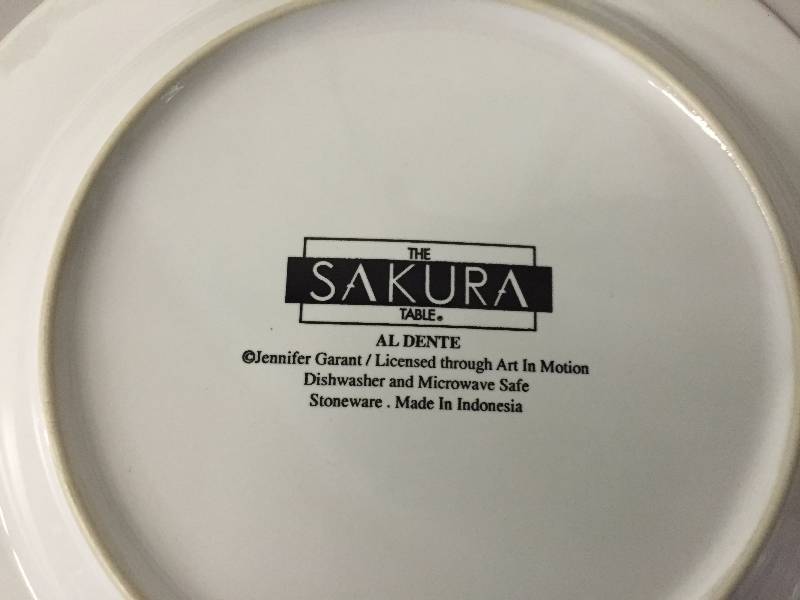 THE
SAKURA
TABLE®
AL DENTE
©Jennifer Garant / Licensed through Art In Motion
Dishwasher and Microwave Safe
Stoneware . Made In Indonesia